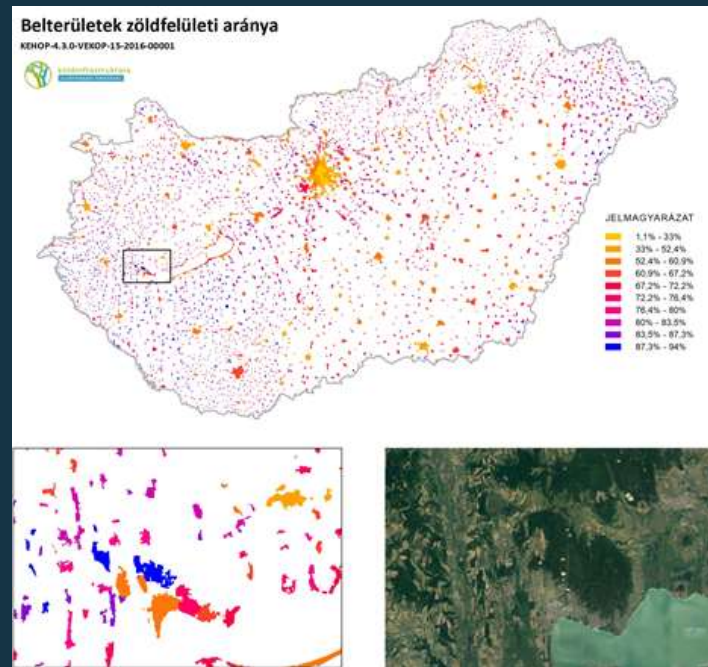 Belterületek zöldfelületi aránya
KEHOP-4.3.0-VEKOP-15-2016-00001
JELMAGYARÁZAT
1,1% - 33%
33% - 52,4%
52,4% - 60,9%
60,9% - 67,2%
67,2% - 72,2%
72,2% - 76,4%
76,4% - 80%
80% - 83,5%
83,5% - 87,3%
87,3% - 94%